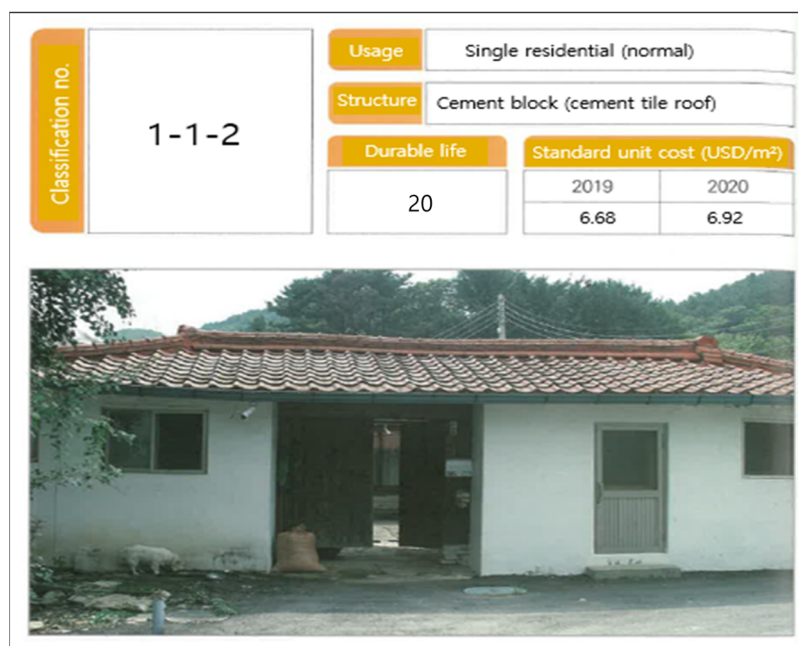 Classification no.
1-1-2
Usage
Single residential (normal)
Structure
Cement block (cement tile roof)
Durable life
20
Standard unit cost (USD/m²)
2019 2020
6.68 6.92